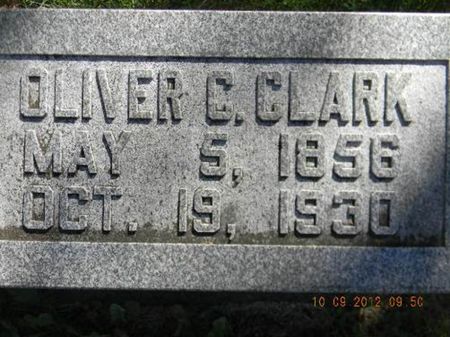 OLIVER C. CLARK
MAY 5, 1856
OCT. 19, 1930
10 09 2012 09:50